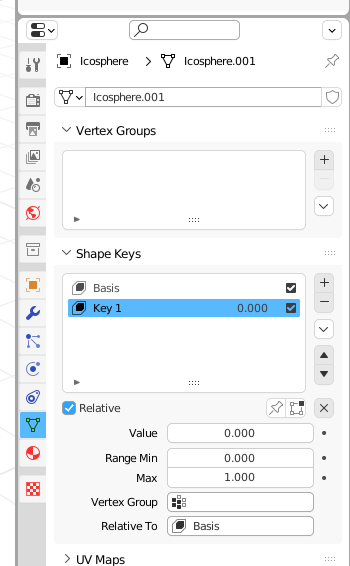 Icosphere Icosphere.001
Icosphere.001
Vertex Groups
Shape Keys
Basis
Key 1 0.000
Relative
Value 0.000
Range Min 0.000
Max 1.000
Vertex Group
Relative To Basis
UV Maps